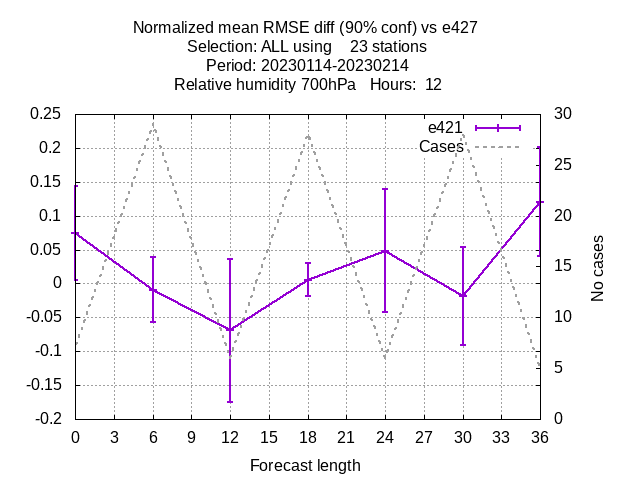 Normalized mean RMSE diff (90% conf) vs e427
Selection: ALL using    23 stations
Period: 20230114-20230214
Relative humidity 700hPa   Hours:  12
e421
Cases
0.25
0.2
0.15
0.1
0.05
0
-0.05
-0.1
-0.15
-0.2
30
25
20
15
10
5
0
No cases
0 3 6 9 12 15 18 21 24 27 30 33 36
Forecast length